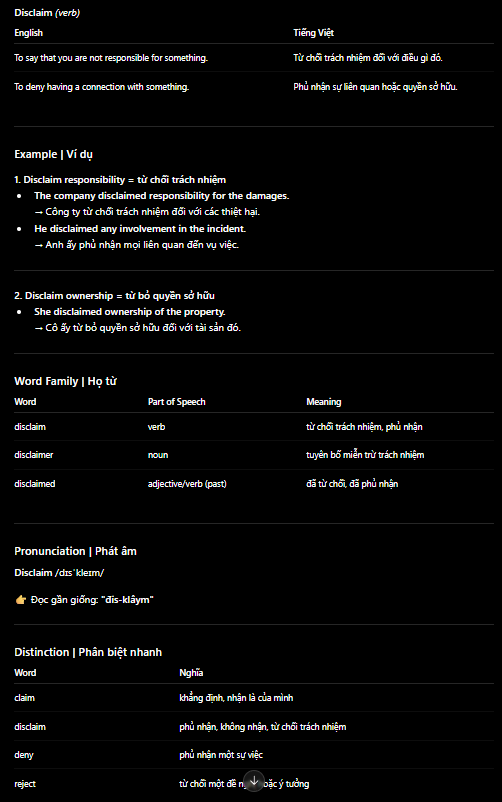 Disclaim (verb)
English Tiếng Việt
To say that you are not responsible for something. Từ chối trách nhiệm đối với điều gì đó.
To deny having a connection with something. Phủ nhận sự liên quan hoặc quyền sở hữu.
Example | Ví dụ
1. Disclaim responsibility = từ chối trách nhiệm
• The company disclaimed responsibility for the damages.
→ Công ty từ chối trách nhiệm đối với các thiệt hại.
• He disclaimed any involvement in the incident.
→ Anh ấy phủ nhận mọi liên quan đến vụ việc.
2. Disclaim ownership = từ bỏ quyền sở hữu
• She disclaimed ownership of the property.
→ Cô ấy từ bỏ quyền sở hữu đối với tài sản đó.
Word Family | Họ từ
Word Part of Speech Meaning
disclaim verb từ chối trách nhiệm, phủ nhận
disclaimer noun tuyên bố miễn trừ trách nhiệm
disclaimed adjective/verb (past) đã từ chối, đã phủ nhận
Pronunciation | Phát âm
Disclaim /dɪsˈkleɪm/
👉 Đọc gần giống: "đis-klâym"
Distinction | Phân biệt nhanh
Word Nghĩa
claim khẳng định, nhận là của mình
disclaim phủ nhận, không nhận, từ chối trách nhiệm
deny phủ nhận một sự việc
reject từ chối một đề hoặc ý tưởng